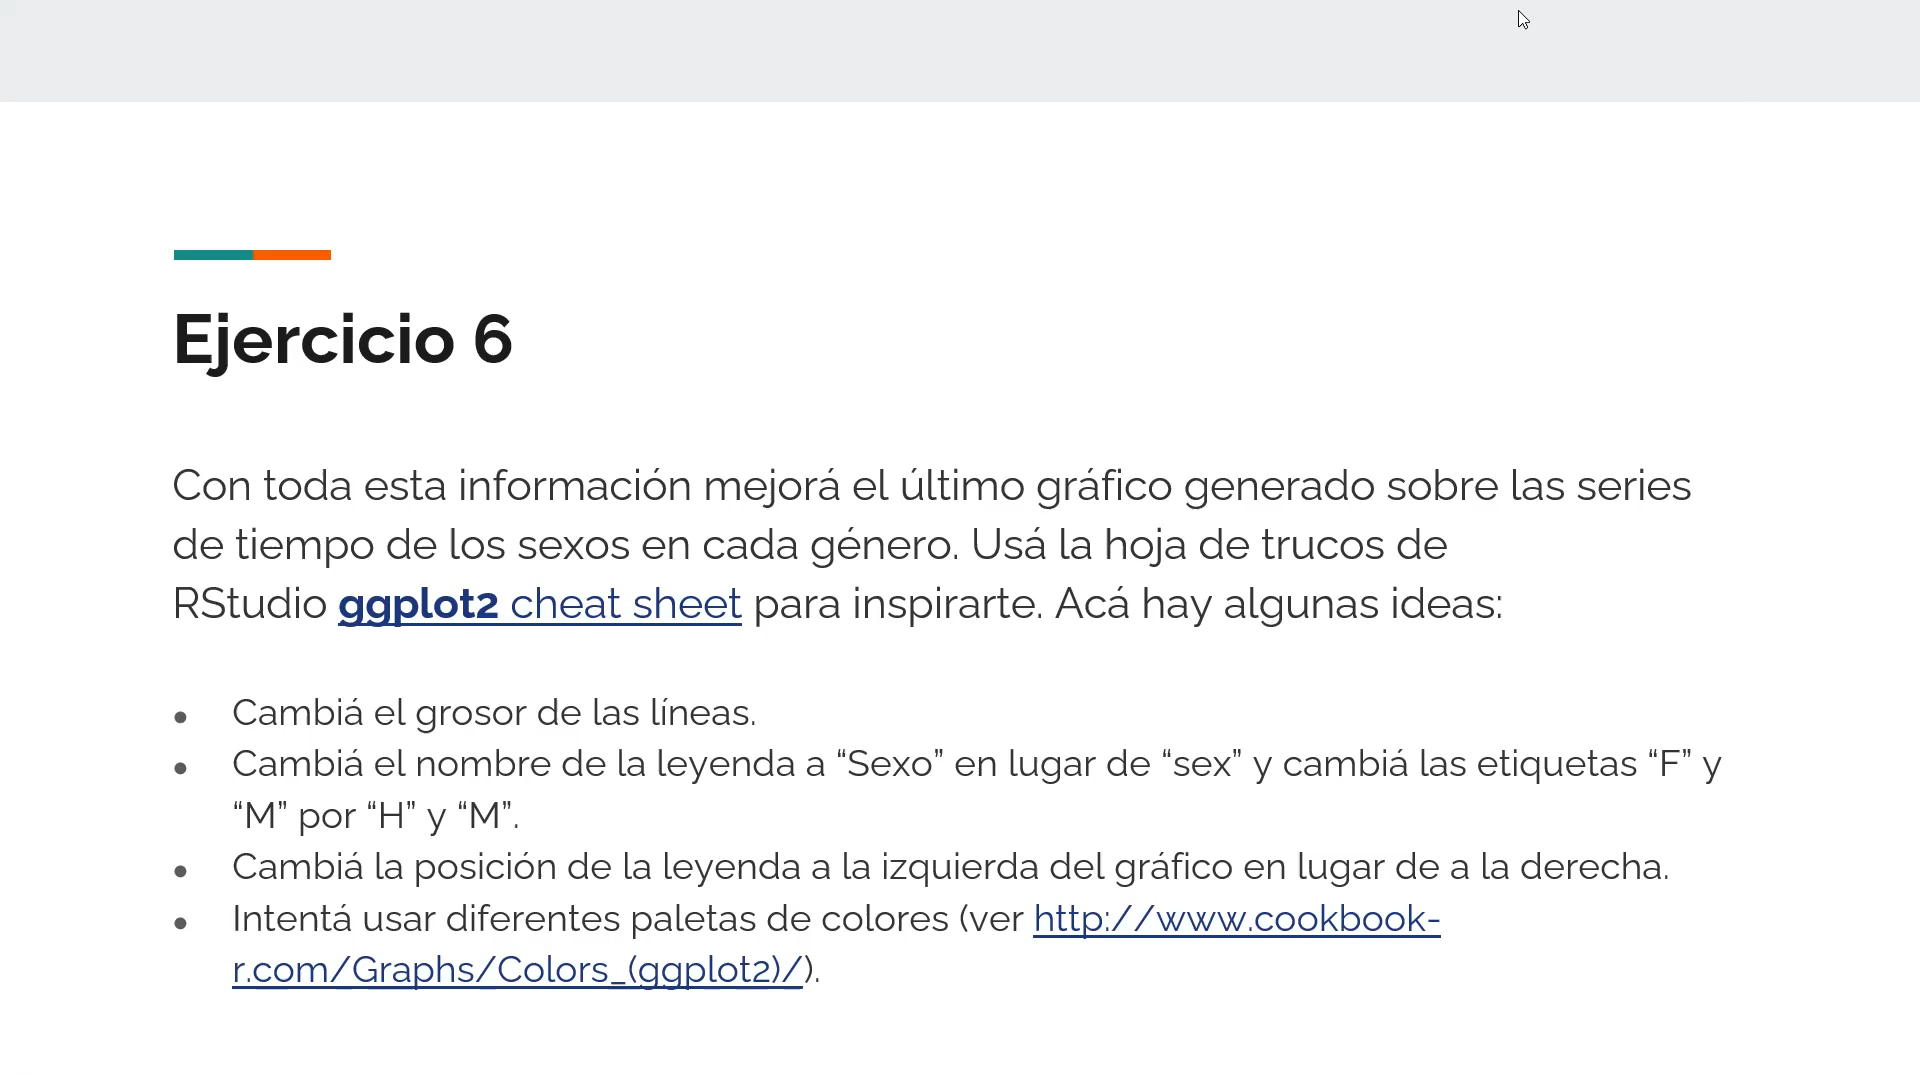 Ejercicio 6
Con toda esta información mejorá el último gráfico generado sobre las series
de tiempo de los sexos en cada género. Usá la hoja de trucos de
RStudio ggplot2 cheat sheet para inspirarte. Acá hay algunas ideas:
● Cambiá el grosor de las líneas.
● Cambiá el nombre de la leyenda a “Sexo” en lugar de “sex” y cambiá las etiquetas “F” y
“M” por “H” y “M”.
● Cambiá la posición de la leyenda a la izquierda del gráfico en lugar de a la derecha.
● Intentá usar diferentes paletas de colores (ver http://www.cookbook-
r.com/Graphs/Colors_(ggplot2)/).